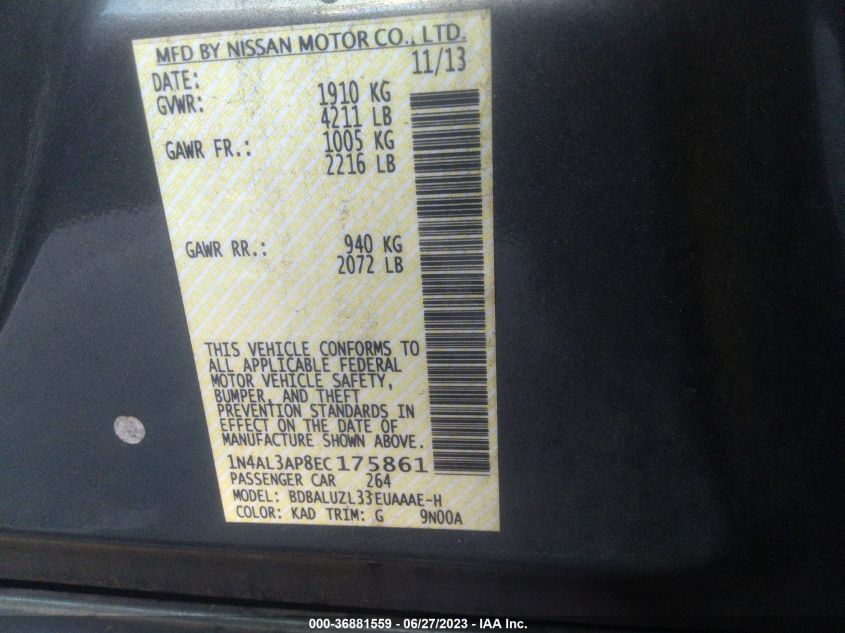 MFD BY NISSAN MOTOR CO., LTD.
DATE: 11/13
GVWR: 1910 KG
4211 LB
GAWR FR.: 1005 KG
2216 LB
GAWR RR.: 940 KG
2072 LB
THIS VEHICLE CONFORMS TO
ALL APPLICABLE FEDERAL
MOTOR VEHICLE SAFETY,
BUMPER, AND THEFT
PREVENTION STANDARDS IN
EFFECT ON THE DATE OF
MANUFACTURE SHOWN ABOVE.
1N4AL3AP8EC175861
PASSENGER CAR 264
MODEL: BDBALUZL33EUAAAE-H
COLOR: KAD TRIM: G 9N00A
000-36881559 - 06/27/2023 - IAA Inc.